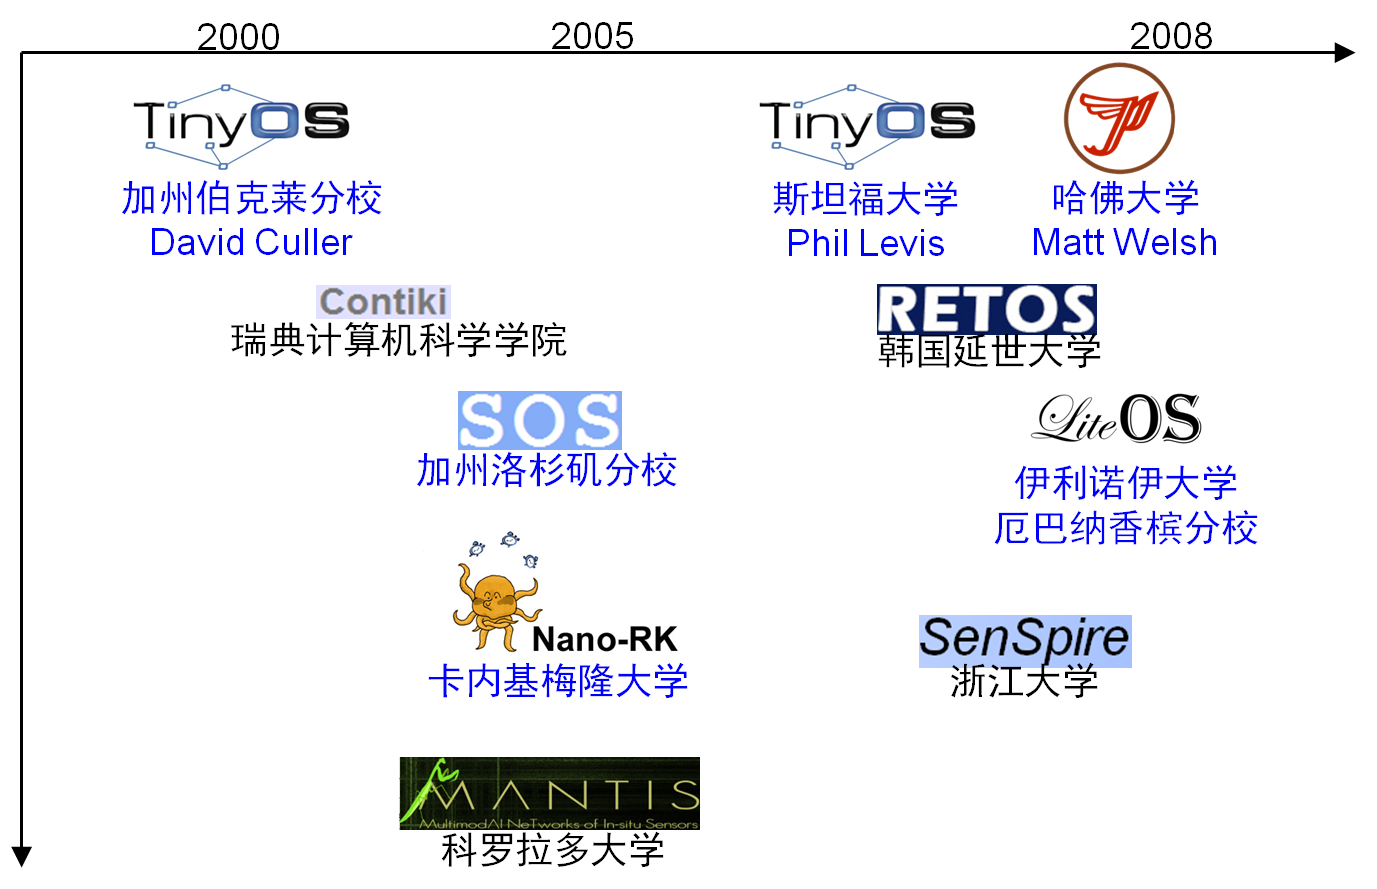 2000
2005
2008
TinyOS
加州伯克莱分校
David Culler
TinyOS
斯坦福大学
Phil Levis
哈佛大学
Matt Welsh
Contiki
瑞典计算机科学学院
RETOS
韩国延世大学
SOS
加州洛杉矶分校
LiteOS
伊利诺伊大学
厄巴纳香槟分校
Nano-RK
卡内基梅隆大学
SenSpire
浙江大学
MANTIS
MultimodAl NeTworks of In-situ Sensors
科罗拉多大学